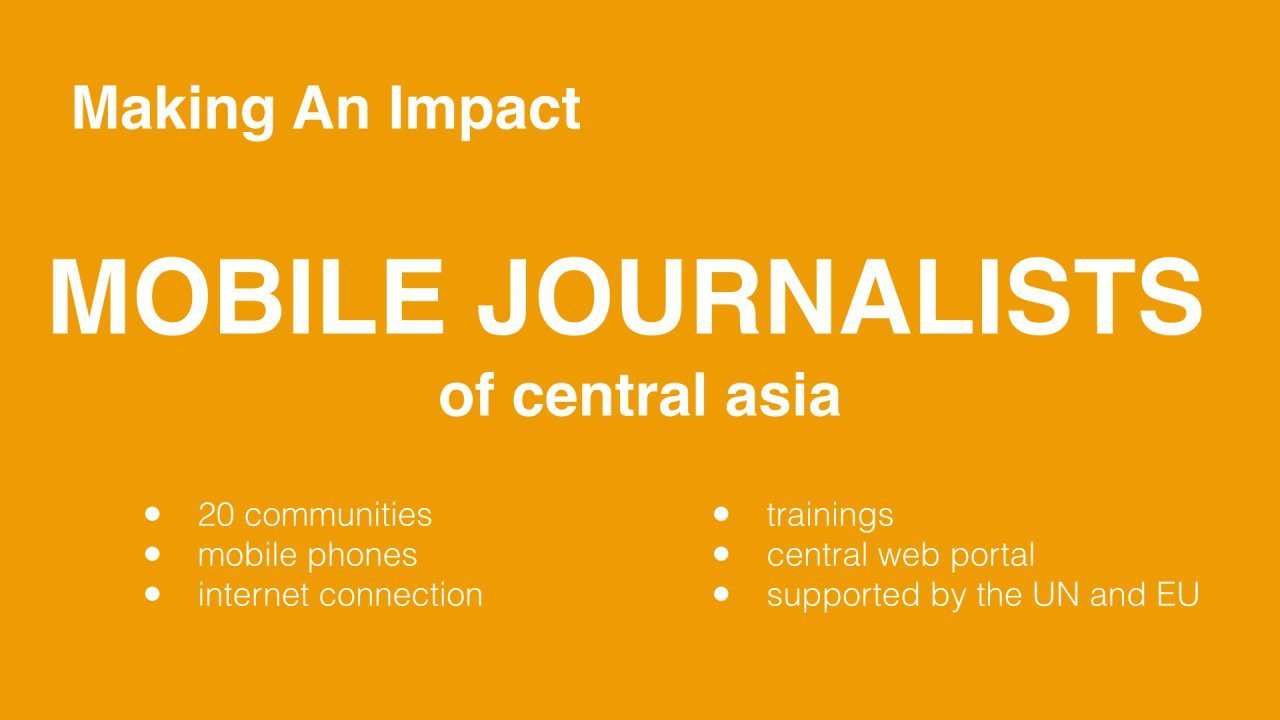 Making An Impact
MOBILE JOURNALISTS
of central asia
• 20 communities
• mobile phones
• internet connection
• trainings
• central web portal
• supported by the UN and EU